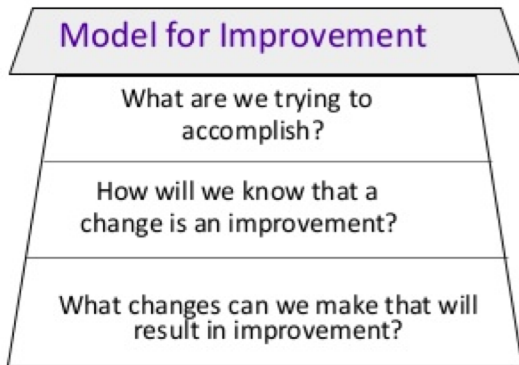 Model for Improvement
What are we trying to
accomplish?
How will we know that a
change is an improvement?
What changes can we make that will
result in improvement?